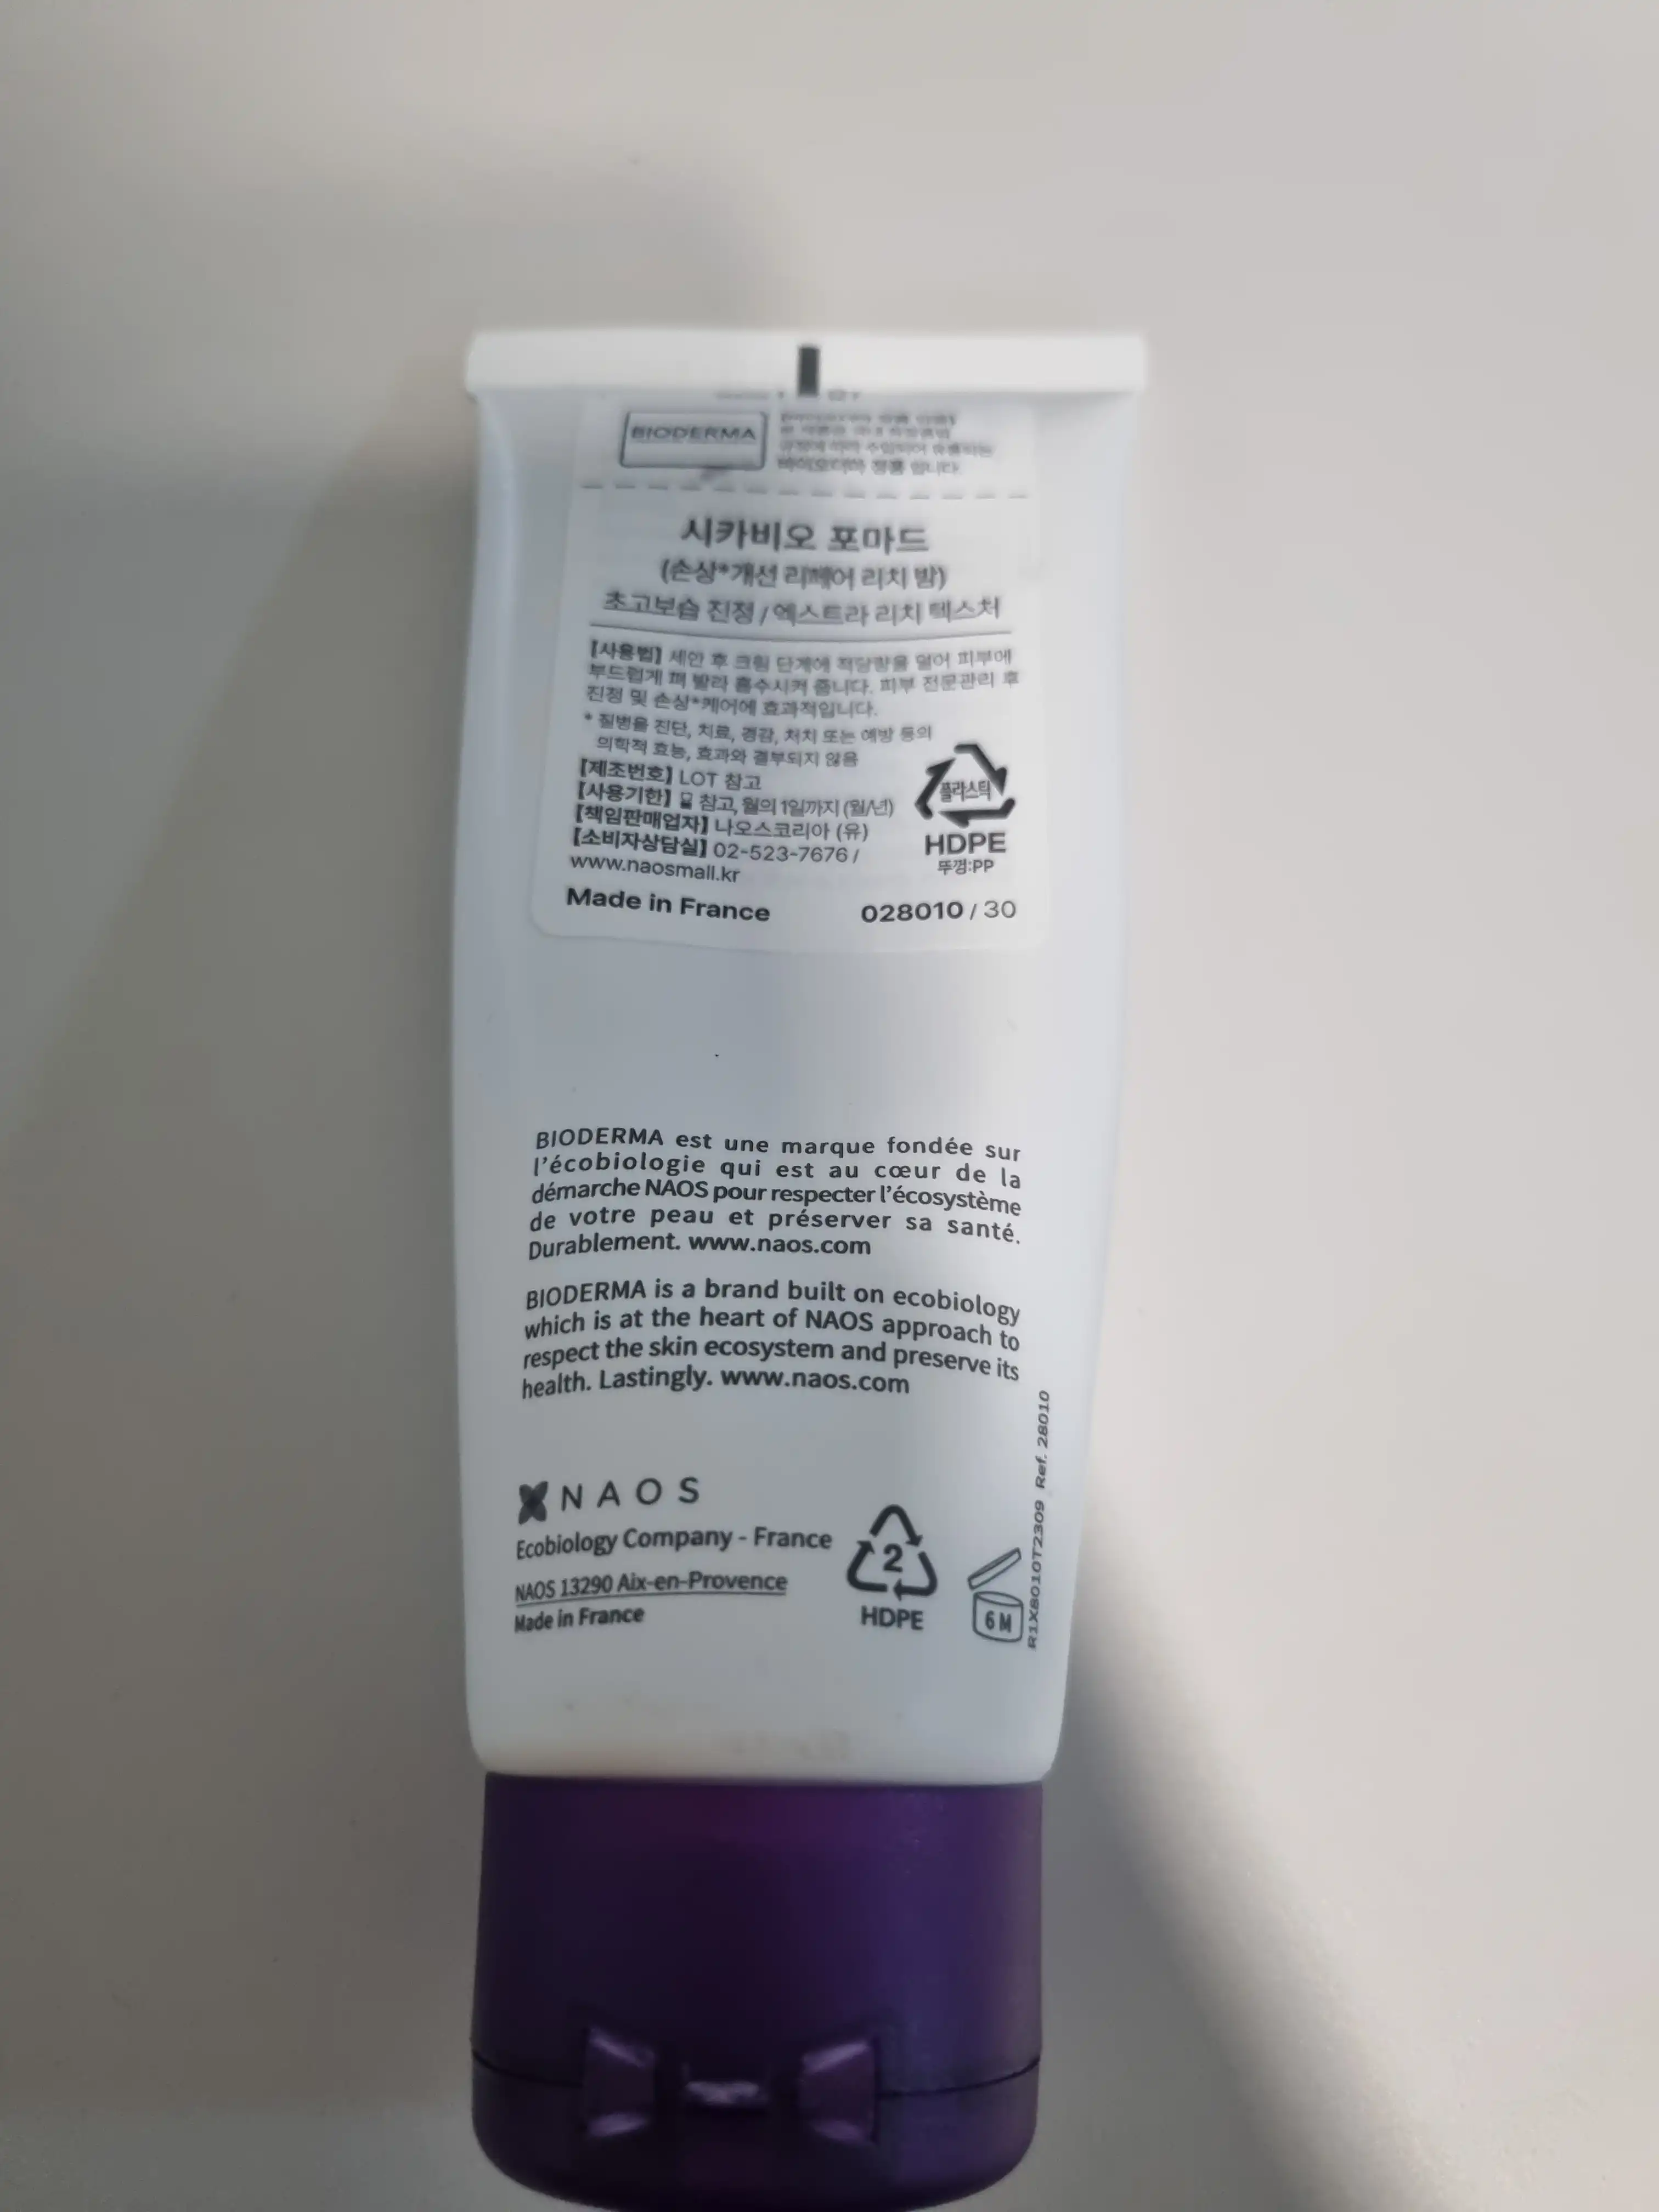 BIODERMA
바이오더마 정품 입니다.
시카비오 포마드
(손상*개선 리페어 리치 밤)
초고보습 진정 / 엑스트라 리치 텍스처
【사용법】 세안 후 크림 단계에 적당량을 덜어 피부에
부드럽게 펴 발라 흡수시켜 줍니다. 피부 전문관리 후
진정 및 손상*케어에 효과적입니다.
* 질병을 진단, 치료, 경감, 처치 또는 예방 등의
의학적 효능, 효과와 결부되지 않음
【제조번호】 LOT 참고
【사용기한】 참고, 월의 1일까지 (월/년)
【책임판매업자】 나오스코리아 (유)
【소비자상담실】 02-523-7676 /
www.naosmall.kr
플라스틱
HDPE
뚜껑:PP
Made in France
028010 / 30
BIODERMA est une marque fondée sur
l'écobiologie qui est au cœur de la
démarche NAOS pour respecter l'écosystème
de votre peau et préserver sa santé.
Durablement. www.naos.com
BIODERMA is a brand built on ecobiology
which is at the heart of NAOS approach to
respect the skin ecosystem and preserve its
health. Lastingly. www.naos.com
NAOS
Ecobiology Company - France
NAOS 13290 Aix-en-Provence
Made in France
2
HDPE
6 M
R1X8010T2309 Ref. 28010